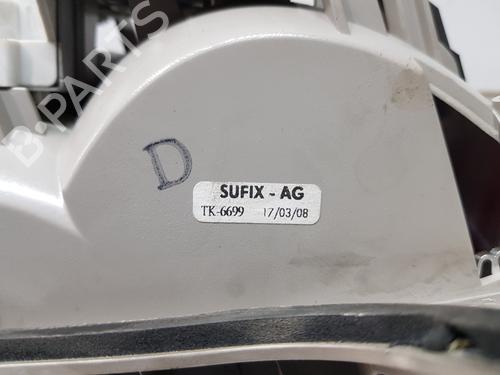 B-PARTS
D
SUFIX - AG
TK-6699 17/03/08